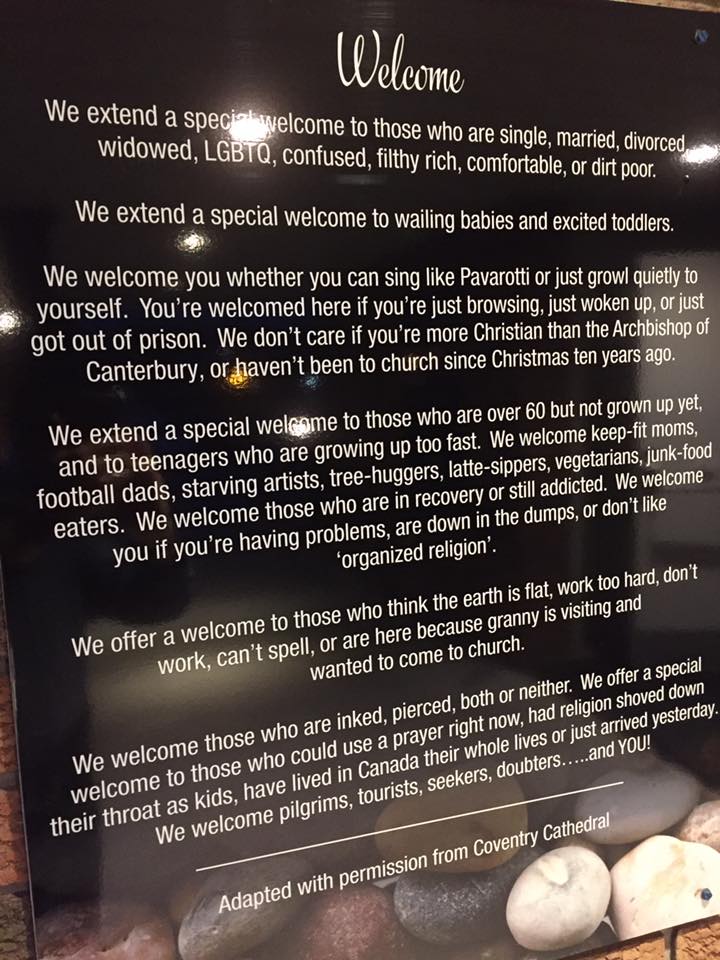 Welcome
We extend a special welcome to those who are single, married, divorced,
widowed, LGBTQ, confused, filthy rich, comfortable, or dirt poor.
We extend a special welcome to wailing babies and excited toddlers.
We welcome you whether you can sing like Pavarotti or just growl quietly to
yourself. You're welcomed here if you're just browsing, just woken up, or just
got out of prison. We don't care if you're more Christian than the Archbishop of
Canterbury, or haven't been to church since Christmas ten years ago.
We extend a special welcome to those who are over 60 but not grown up yet,
and to teenagers who are growing up too fast. We welcome keep-fit moms,
football dads, starving artists, tree-huggers, latte-sippers, vegetarians, junk-food
eaters. We welcome those who are in recovery or still addicted. We welcome
you if you're having problems, are down in the dumps, or don't like
'organized religion'.
We offer a welcome to those who think the earth is flat, work too hard, don't
work, can't spell, or are here because granny is visiting and
wanted to come to church.
We welcome those who are inked, pierced, both or neither. We offer a special
welcome to those who could use a prayer right now, had religion shoved down
their throat as kids, have lived in Canada their whole lives or just arrived yesterday.
We welcome pilgrims, tourists, seekers, doubters.....and YOU!
Adapted with permission from Coventry Cathedral